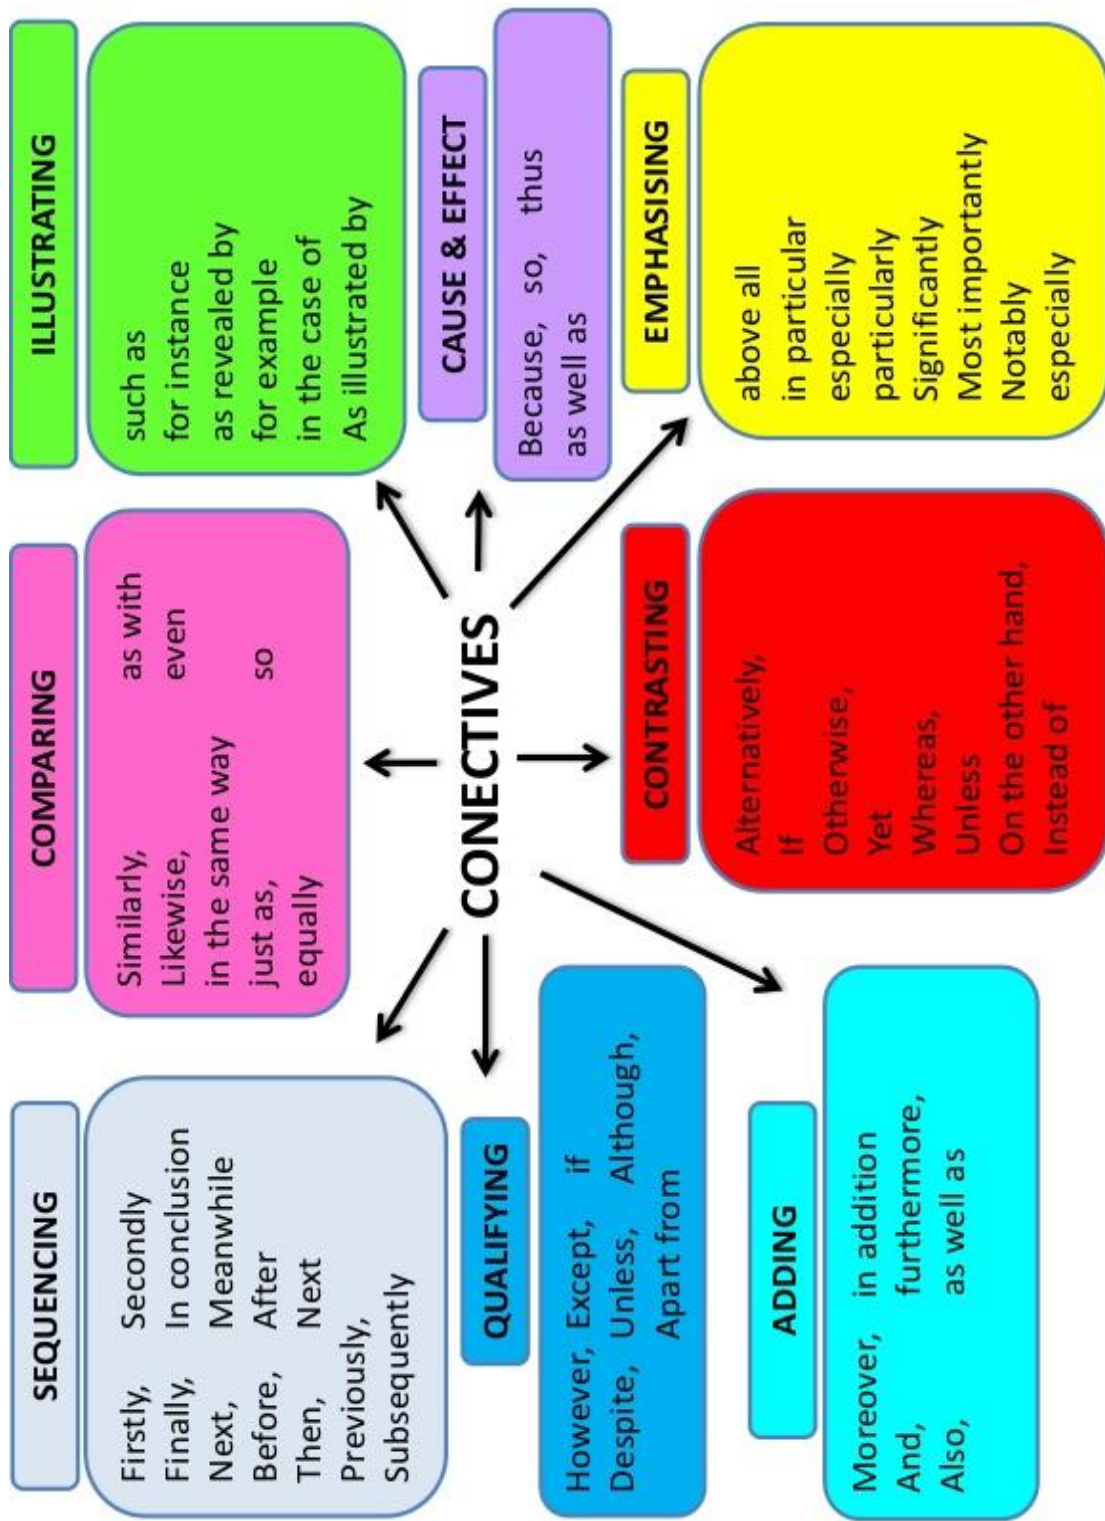 SEQUENCING
Firstly, Secondly
Finally, In conclusion
Next, Meanwhile
Before, After
Then, Next
Previously,
Subsequently
COMPARING
Similarly, as with
Likewise, even
in the same way
just as, so
equally
ILLUSTRATING
such as
for instance
as revealed by
for example
in the case of
As illustrated by
QUALIFYING
However, Except, if
Despite, Unless, Although,
Apart from
CONECTIVES
CAUSE & EFFECT
Because, so, thus
as well as
ADDING
Moreover, in addition
And, furthermore,
Also, as well as
CONTRASTING
Alternatively,
If
Otherwise,
Yet
Whereas,
Unless
On the other hand,
Instead of
EMPHASISING
above all
in particular
especially
particularly
Significantly
Most importantly
Notably
especially